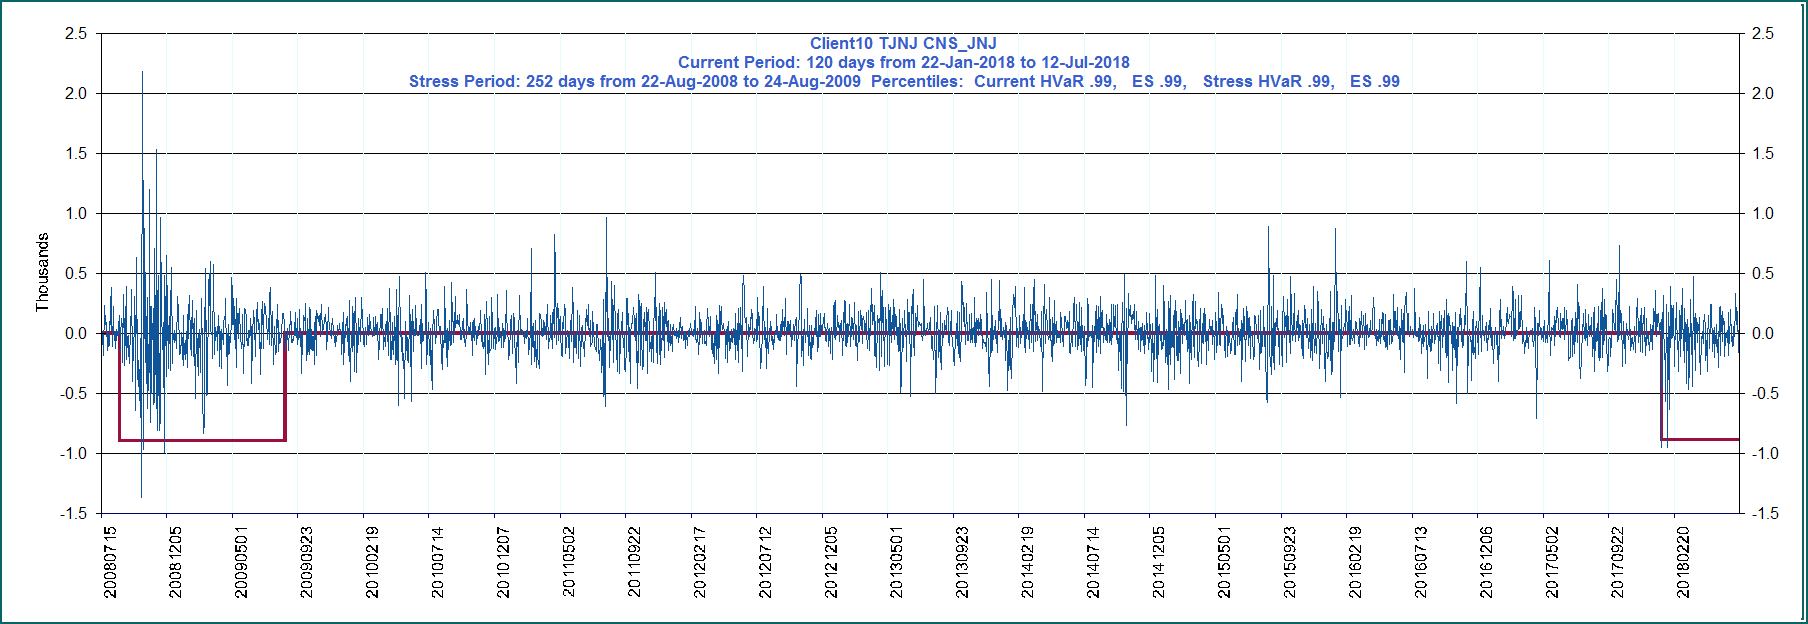 Client10 TJNJ CNS_JNJ
Current Period: 120 days from 22-Jan-2018 to 12-Jul-2018
Stress Period: 252 days from 22-Aug-2008 to 24-Aug-2009  Percentiles:  Current HVaR .99,   ES .99,   Stress HVaR .99,   ES .99
2.5 2.5
2.0 2.0
1.5 1.5
1.0 1.0
Thousands
0.5 0.5
0.0 0.0
-0.5 -0.5
-1.0 -1.0
-1.5 -1.5
20080715 20081205 20090501 20090923 20100219 20100714 20101207 20110502 20110922 20120217 20120712 20121205 20130501 20130923 20140219 20140714 20141205 20150501 20150923 20160219 20160713 20161206 20170502 20170922 20180220